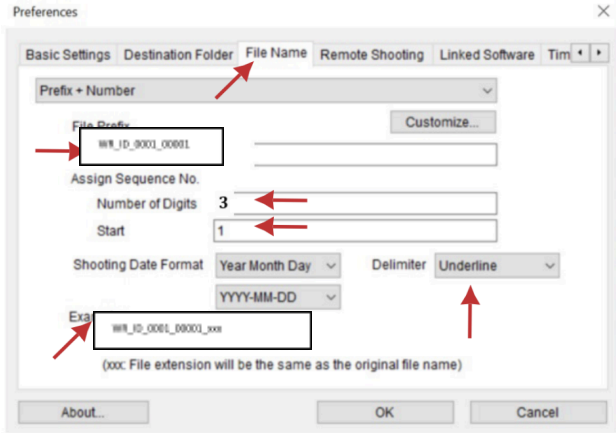 Preferences
Basic Settings Destination Folder File Name Remote Shooting Linked Software Tim
Prefix + Number
File Prefix Customize...
WW_ID_0001_00001
Assign Sequence No.
Number of Digits 3
Start 1
Shooting Date Format Year Month Day Delimiter Underline
YYYY-MM-DD
Exa
WW_ID_0001_00001_xxx
(xxx: File extension will be the same as the original file name)
About... OK Cancel